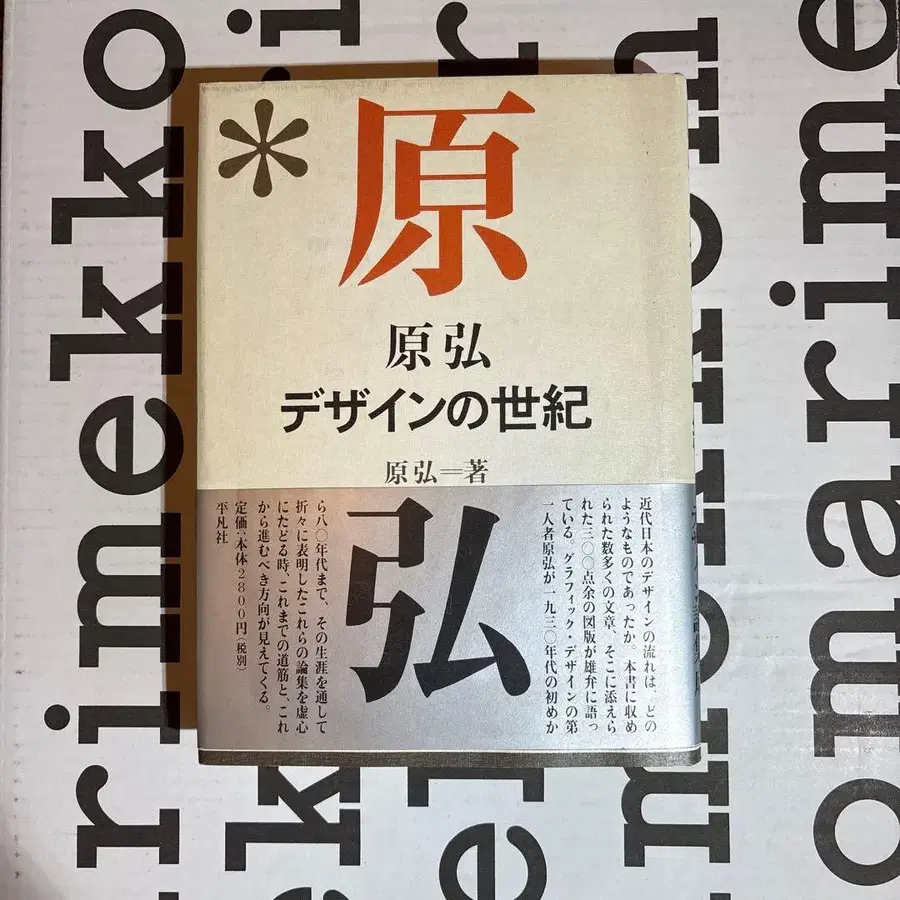 *原
原弘
デザインの世紀
原弘=著
弘
近代日本のデザインの流れは、どの
ようなものであったか。本書に収め
られた数多くの文章、そこに添えら
れた三〇〇点余の図版が雄弁に語っ
ている。グラフィック・デザインの第
一人者原弘が一九三〇年代の初めか
ら八〇年代まで、その生涯を通して
折々に表明したこれらの論集を虚心
にたどる時、これまでの道筋と、これ
から進むべき方向が見えてくる。
定価:本体2800円(税別)
平凡社
marimekko